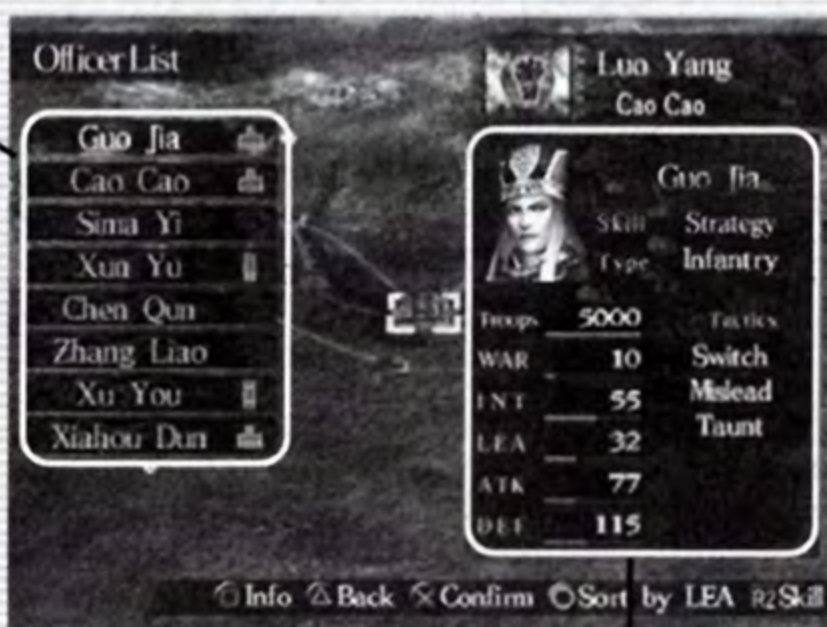 Officer List
Luo Yang
Cao Cao
Guo Jia
Cao Cao
Sima Yi
Xun Yu
Chen Qun
Zhang Liao
Xu You
Xiahou Dun
Guo Jia
Skill Strategy
Type Infantry
Troops 5000
WAR 10
INT 55
LEA 32
ATK 77
DEF 115
Tactics
Switch
Mislead
Taunt
Info Back Confirm Sort by LEA R2 Skill